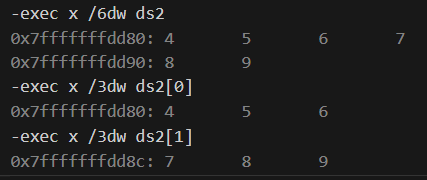 -exec x /6dw ds2
0x7fffffffdd80: 4 5 6 7
0x7fffffffdd90: 8 9
-exec x /3dw ds2[0]
0x7fffffffdd80: 4 5 6
-exec x /3dw ds2[1]
0x7fffffffdd8c: 7 8 9